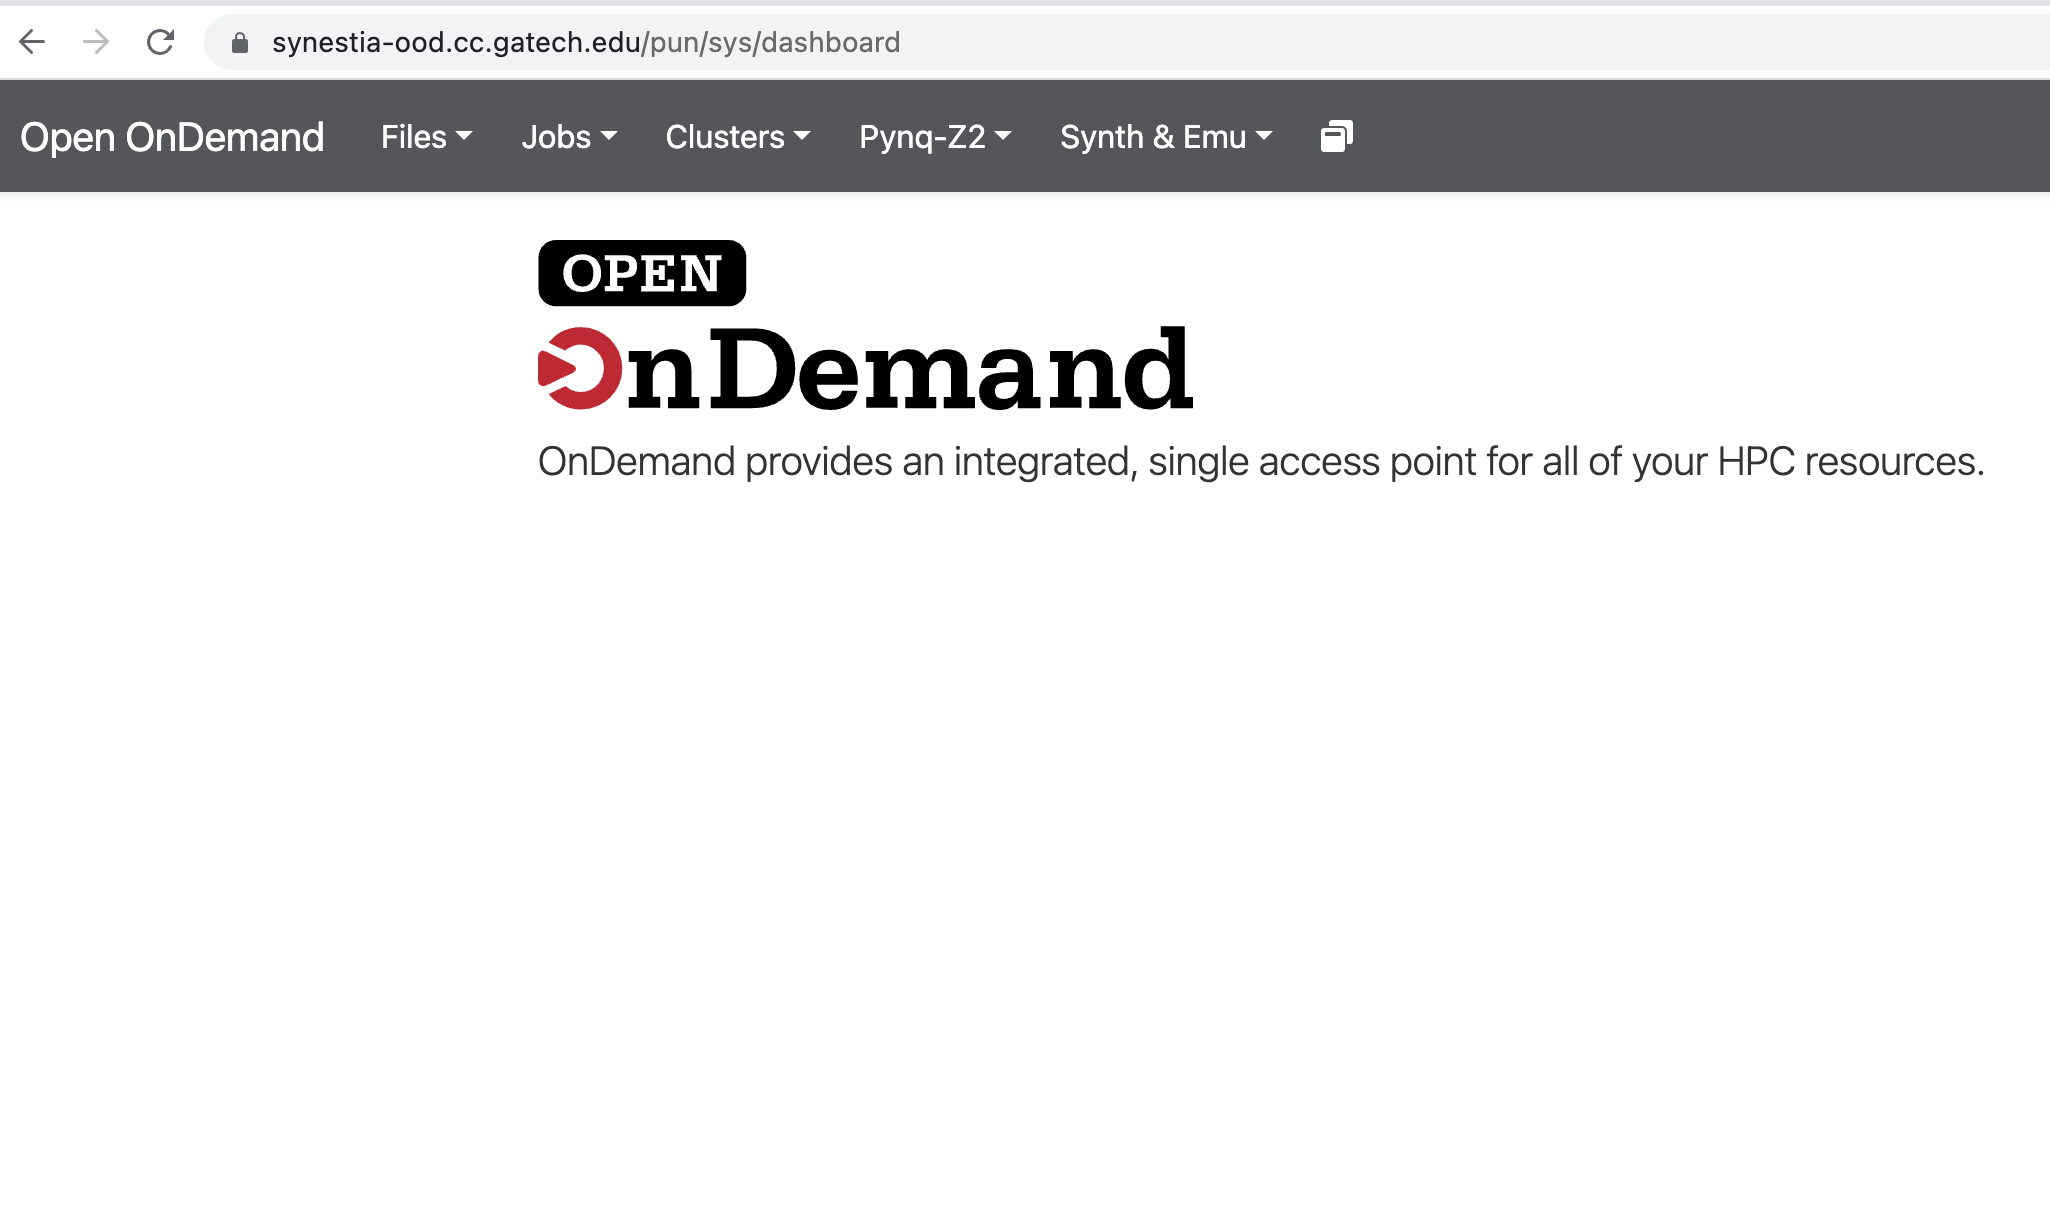 synestia-ood.cc.gatech.edu/pun/sys/dashboard
Open OnDemand Files Jobs Clusters Pynq-Z2 Synth & Emu
OPEN
OnDemand
OnDemand provides an integrated, single access point for all of your HPC resources.